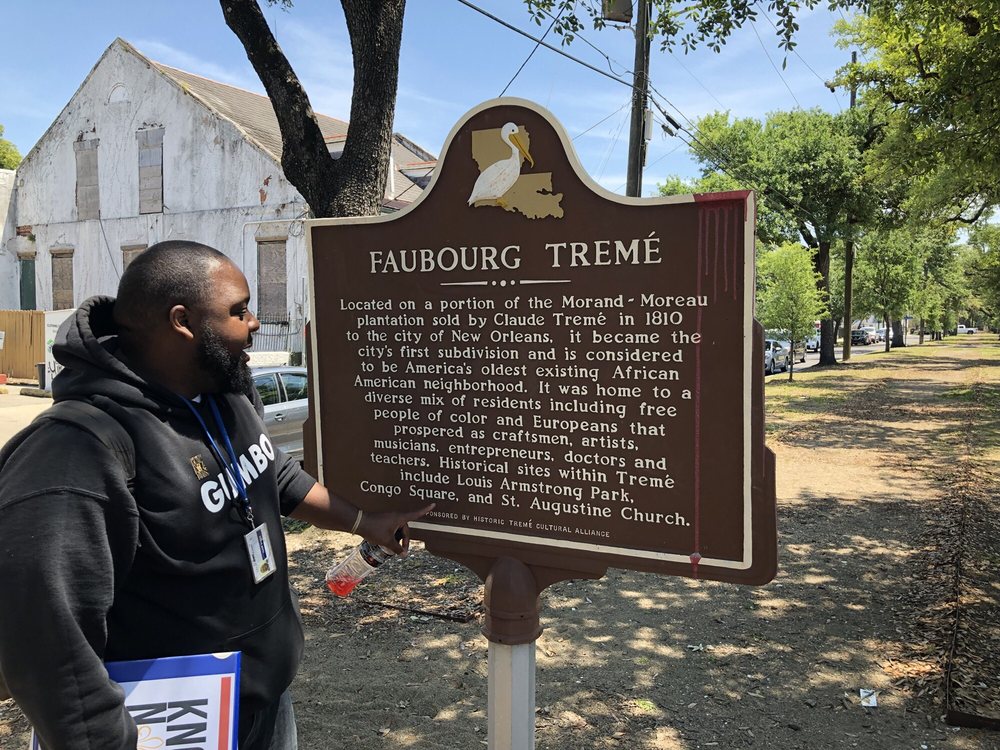 FAUBOURG TREMÉ
Located on a portion of the Morand-Moreau
plantation sold by Claude Tremé in 1810
to the city of New Orleans, it became the
city's first subdivision and is considered
to be America's oldest existing African
American neighborhood. It was home to a
diverse mix of residents including free
people of color and Europeans that
prospered as craftsmen, artists,
musicians, entrepreneurs, doctors and
teachers. Historical sites within Tremé
include Louis Armstrong Park,
Congo Square, and St. Augustine Church.
SPONSORED BY HISTORIC TREMÉ CULTURAL ALLIANCE
GUMBO